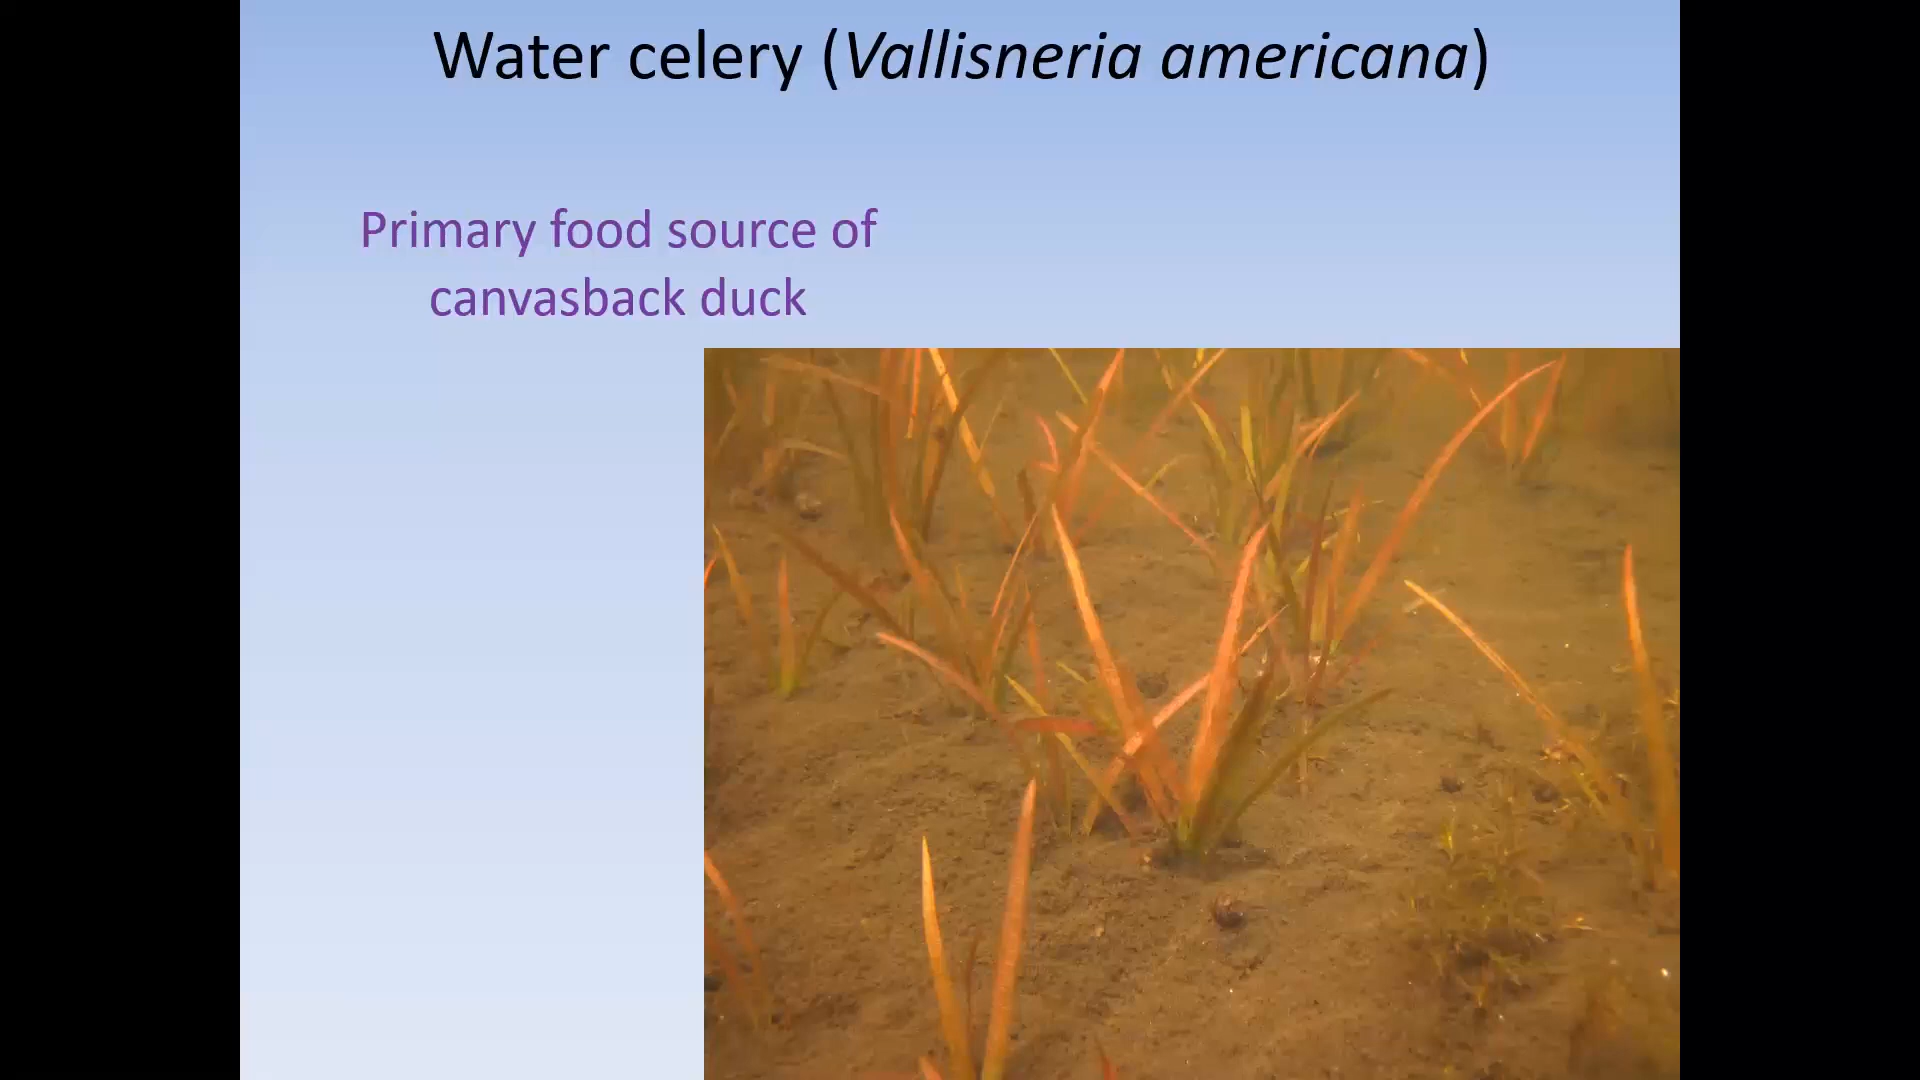 Water celery (Vallisneria americana)
Primary food source of
canvasback duck